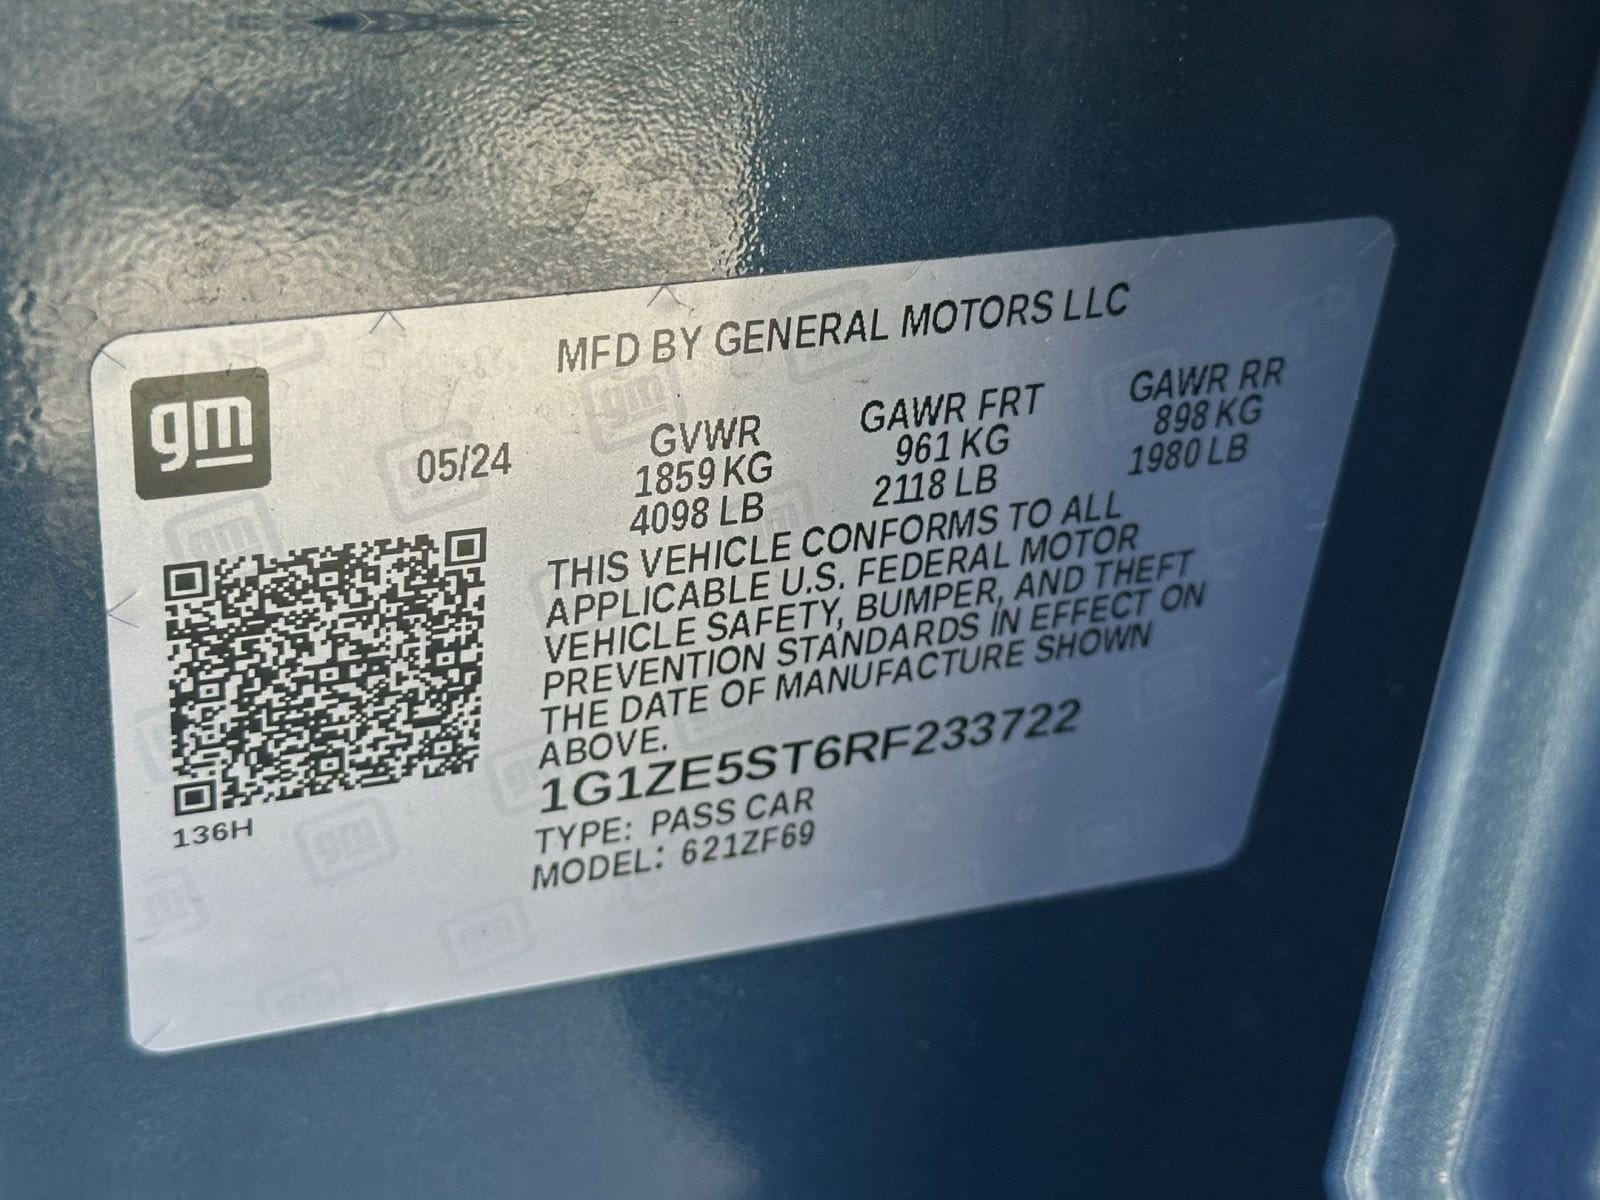 MFD BY GENERAL MOTORS LLC
gm
05/24
GVWR
1859 KG
4098 LB
GAWR FRT
961 KG
2118 LB
GAWR RR
898 KG
1980 LB
THIS VEHICLE CONFORMS TO ALL
APPLICABLE U.S. FEDERAL MOTOR
VEHICLE SAFETY, BUMPER, AND THEFT
PREVENTION STANDARDS IN EFFECT ON
THE DATE OF MANUFACTURE SHOWN
ABOVE.
1G1ZE5ST6RF233722
TYPE: PASS CAR
MODEL: 621ZF69
136H